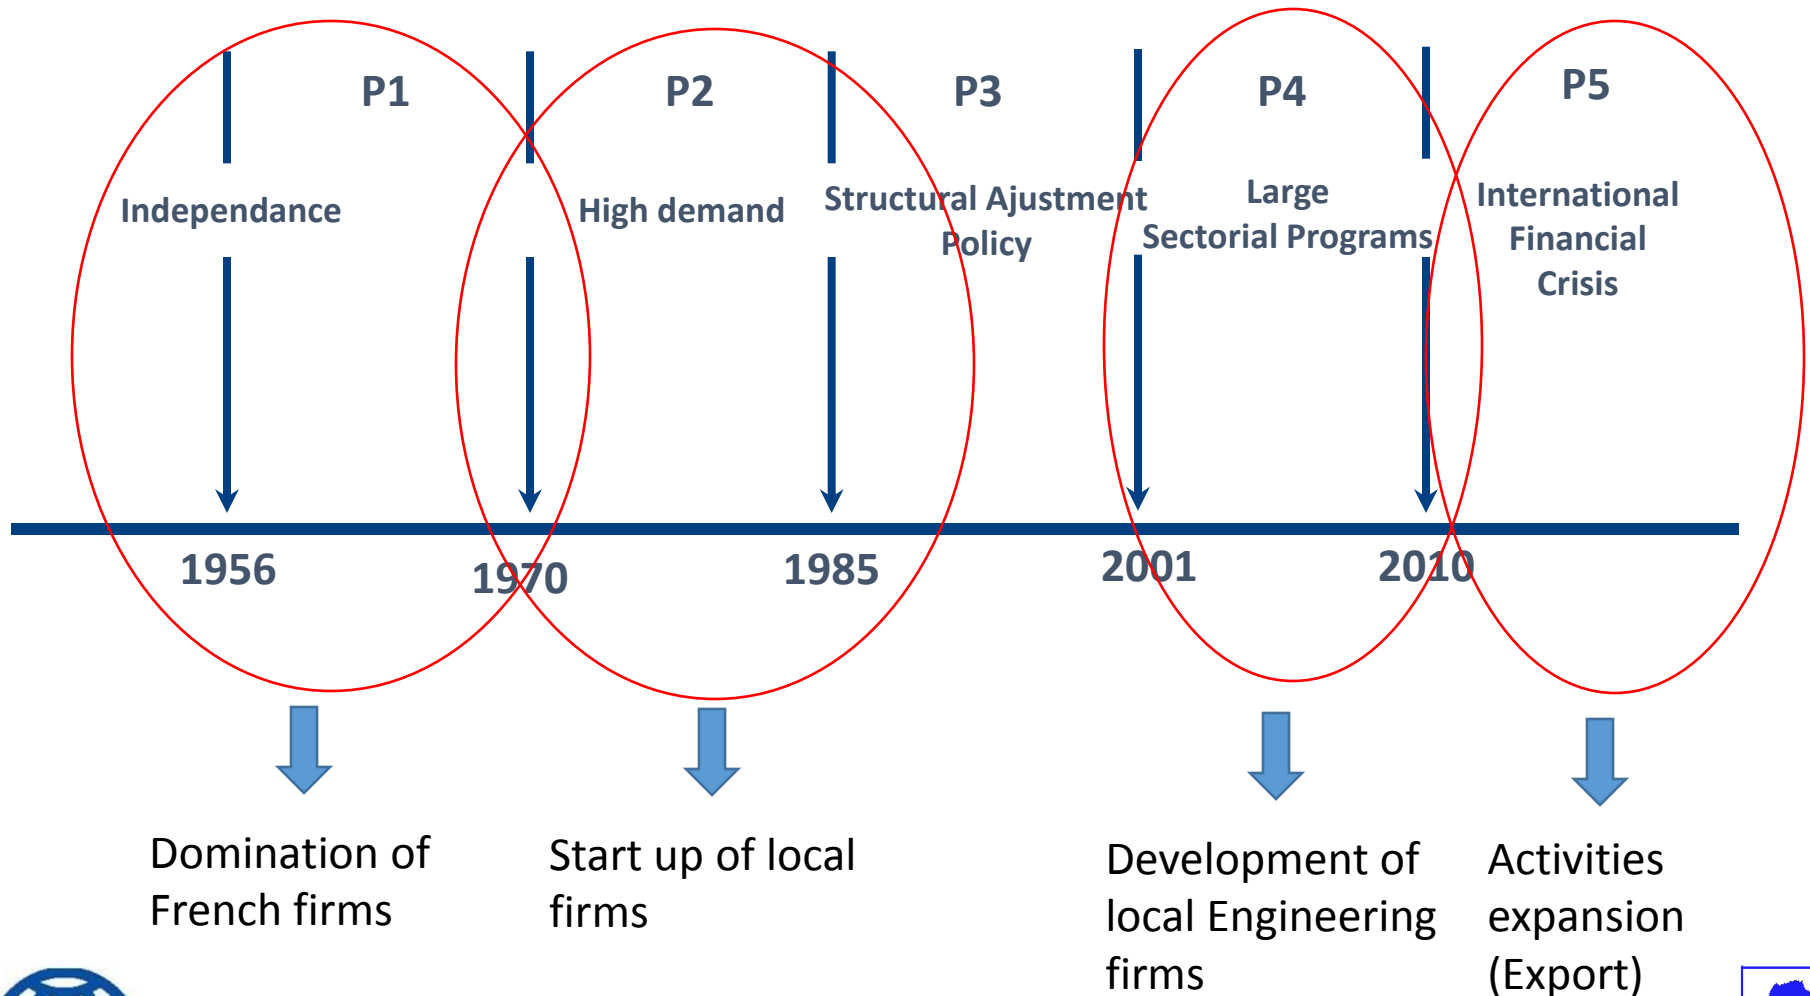 P1
P2
P3
P4
P5
Independance
High demand
Structural Ajustment
Policy
Large
Sectorial Programs
International
Financial
Crisis
1956
1970
1985
2001
2010
Domination of
French firms
Start up of local
firms
Development of
local Engineering
firms
Activities
expansion
(Export)